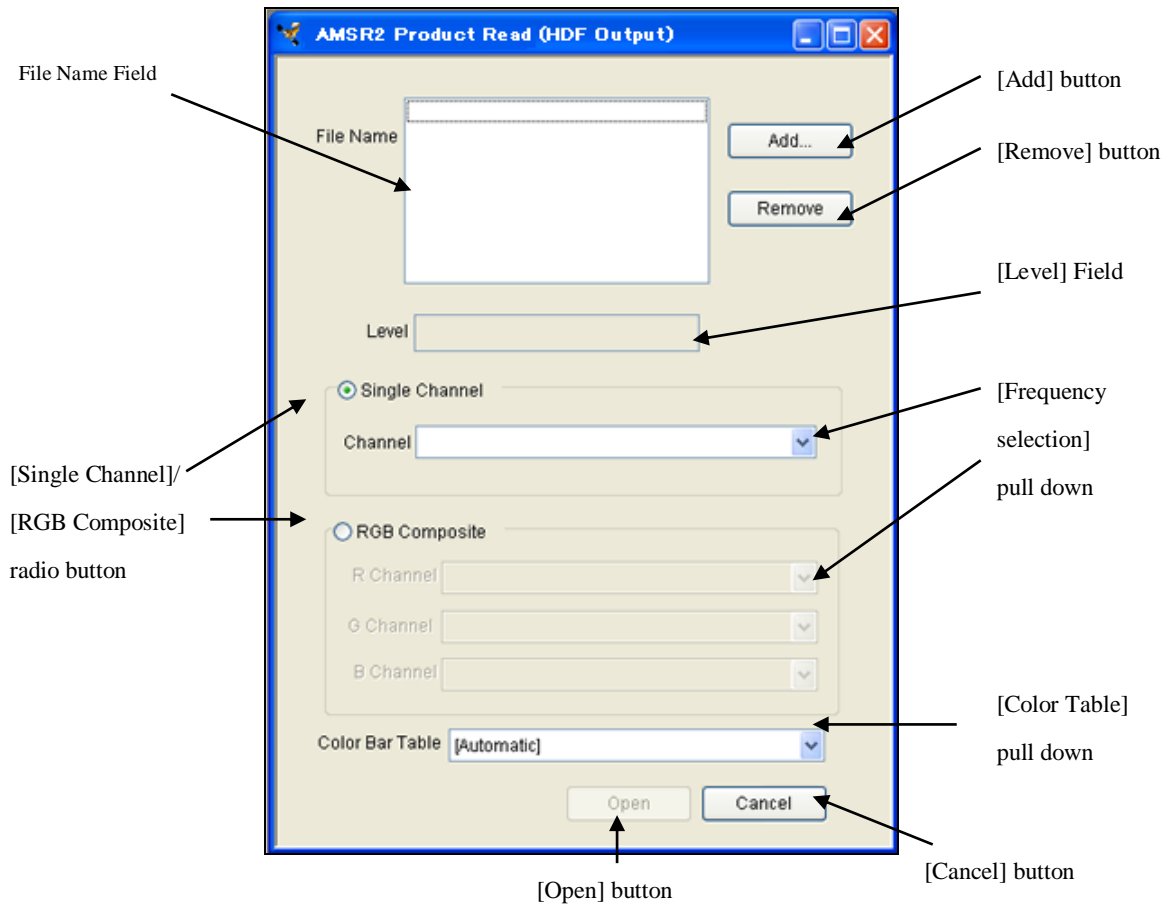 AMSR2 Product Read (HDF Output)
File Name Field
[Add] button
File Name
Add...
[Remove] button
Remove
[Level] Field
Level
Single Channel
[Frequency
selection]
pull down
Channel
[Single Channel]/
[RGB Composite]
radio button
RGB Composite
R Channel
G Channel
B Channel
[Color Table]
pull down
Color Bar Table
[Automatic]
Open
Cancel
[Cancel] button
[Open] button